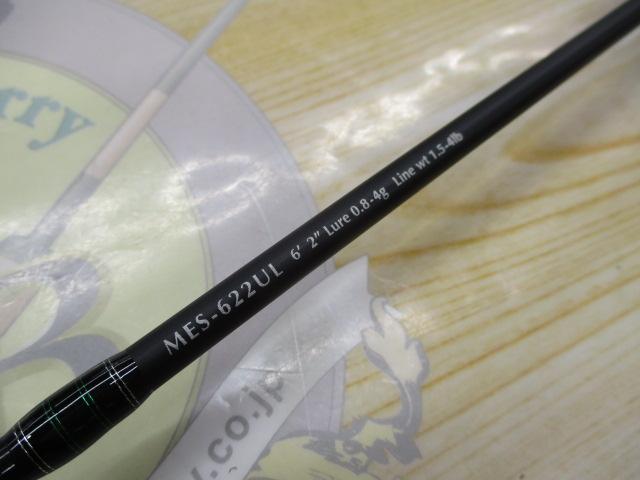 rry
MES-622UL 6' 2" Lure 0.8-4g Line wt 1.5-4lb
y.co.jp